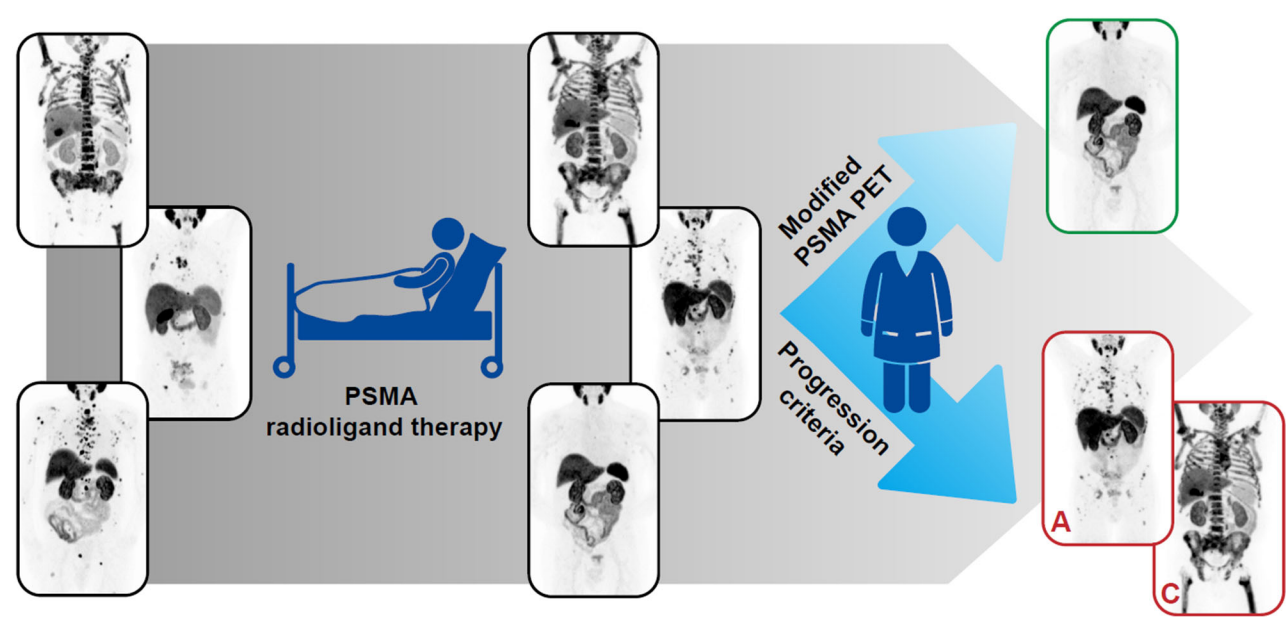 PSMA
radioligand therapy
Modified
PSMA PET
Progression
criteria
A
C